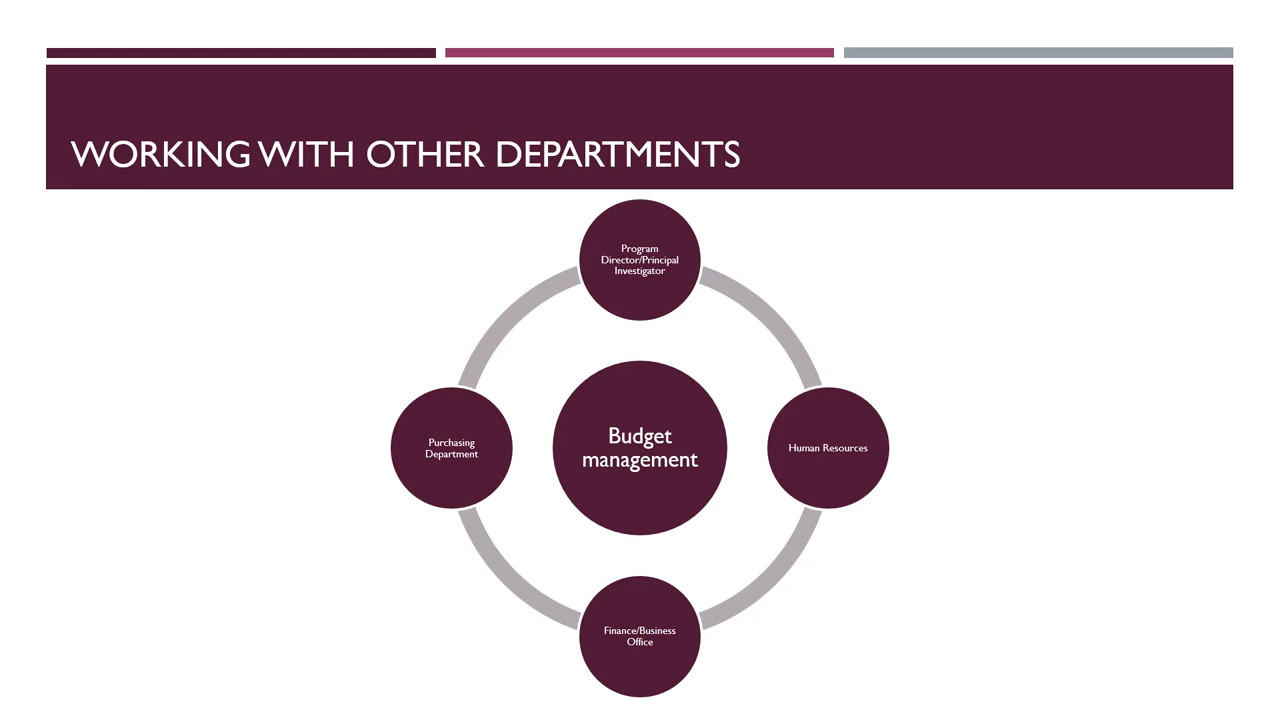 WORKING WITH OTHER DEPARTMENTS
Program
Director/Principal
Investigator
Purchasing
Department
Budget
management
Human Resources
Finance/Business
Office